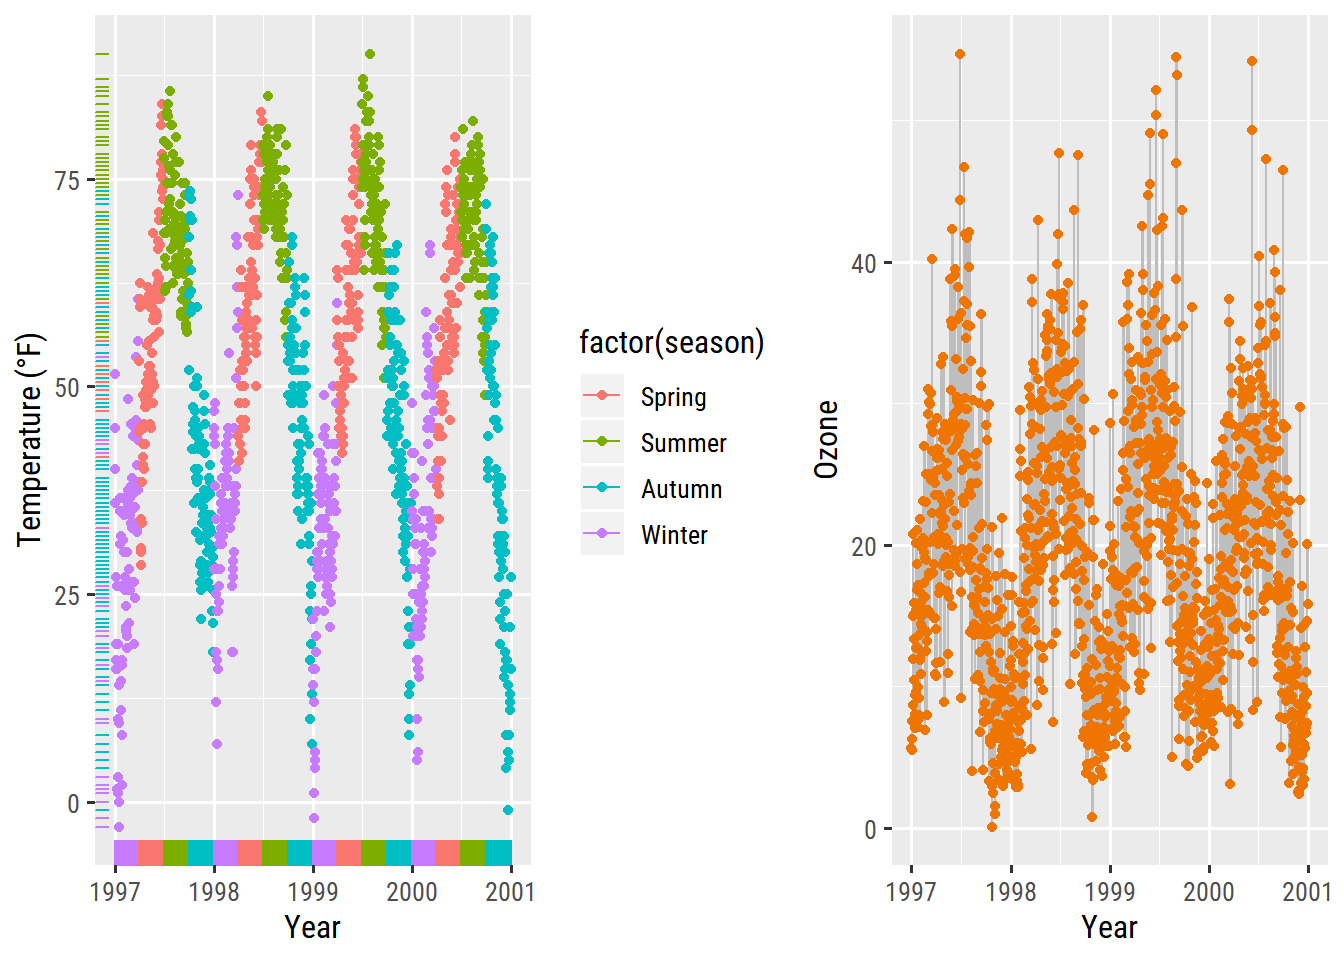 Temperature (°F)
75
50
25
0
1997 1998 1999 2000 2001
Year
factor(season)
Spring
Summer
Autumn
Winter
Ozone
40
20
0
1997 1998 1999 2000 2001
Year